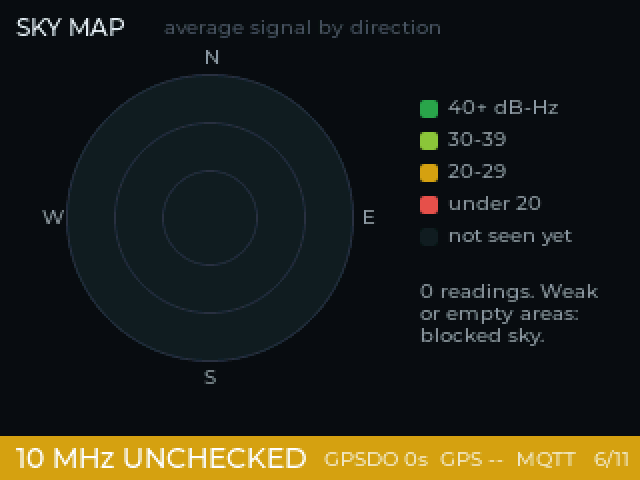 SKY MAP average signal by direction
N
W
E
S
40+ dB-Hz
30-39
20-29
under 20
not seen yet
0 readings. Weak
or empty areas:
blocked sky.
10 MHz UNCHECKED GPSDO 0s GPS -- MQTT 6/11